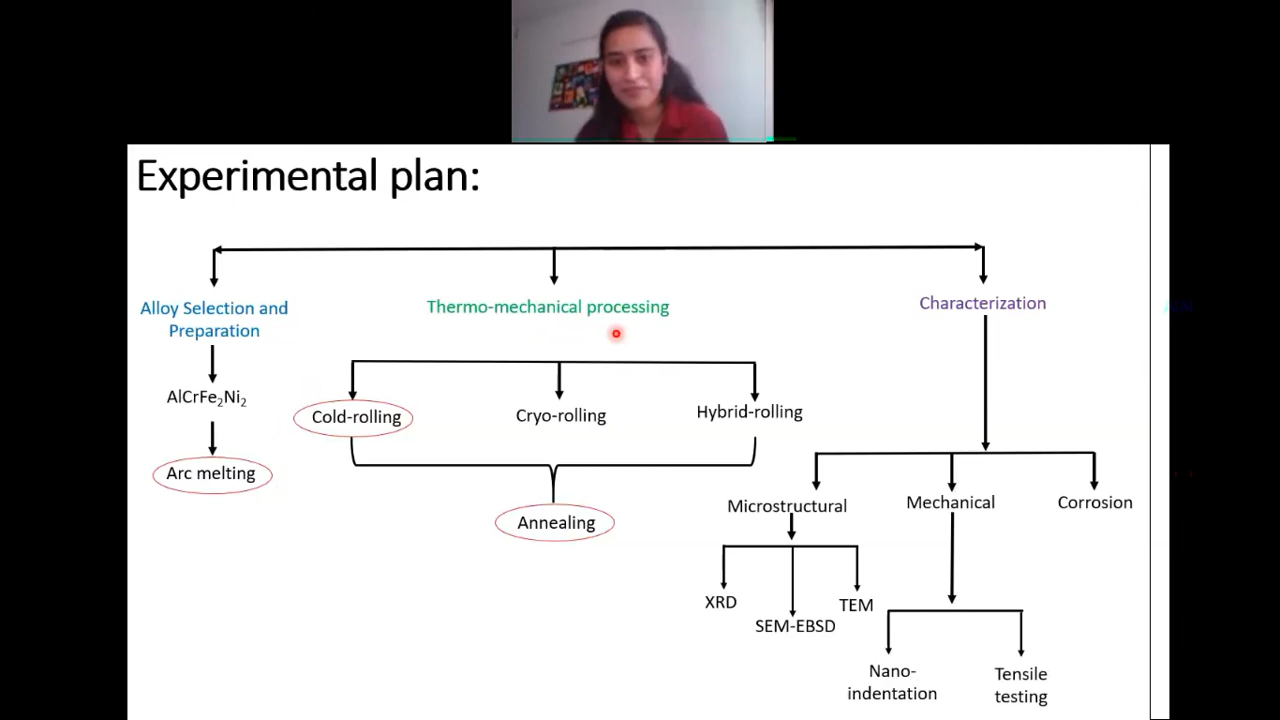 Experimental plan:
Alloy Selection and
Preparation
Thermo-mechanical processing
Characterization
AlCrFe₂Ni₂
Arc melting
Cold-rolling
Cryo-rolling
Hybrid-rolling
Annealing
Microstructural
Mechanical
Corrosion
XRD
SEM-EBSD
TEM
Nano-
indentation
Tensile
testing